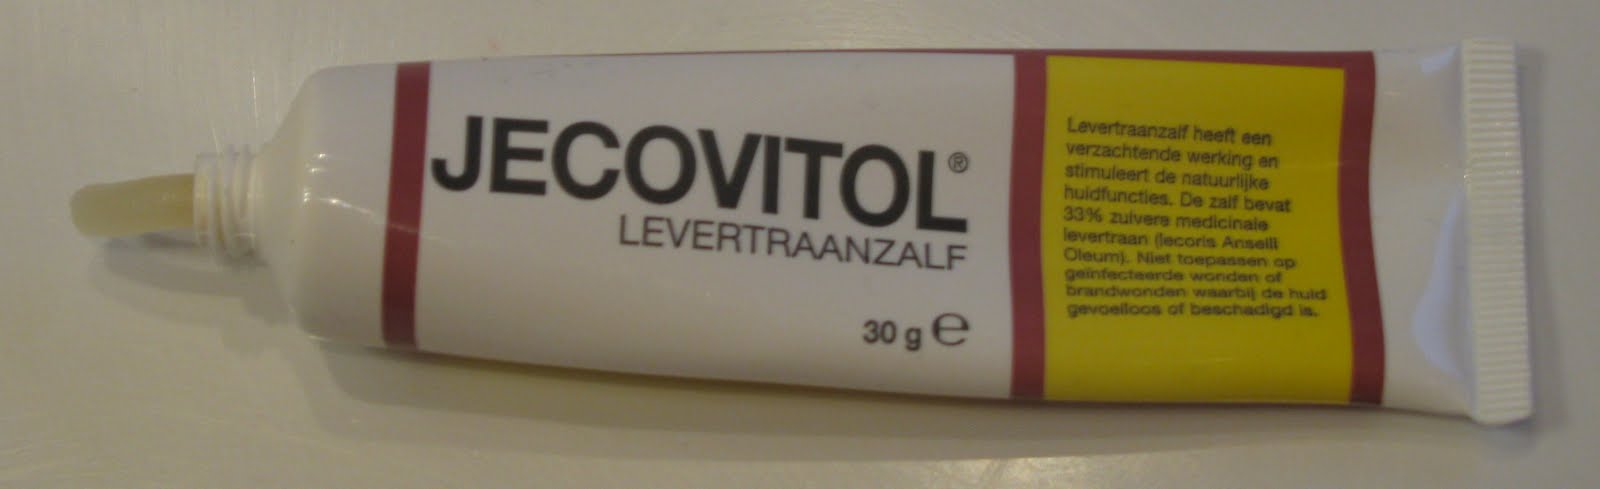 JECOVITOL®
LEVERTRAANZALF
30 g ℮
Levertraanzalf heeft een
verzachtende werking en
stimuleert de natuurlijke
huidfuncties. De zalf bevat
33% zuivere medicinale
levertraan (Iecoris Aselli
Oleum). Niet toepassen op
geïnfecteerde wonden of
brandwonden waarbij de huid
gevoelloos of beschadigd is.